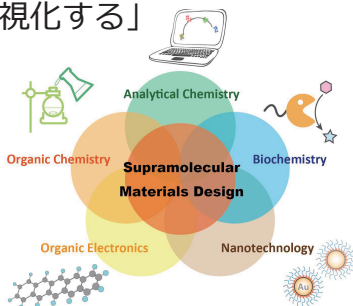 視化する」
Analytical Chemistry
Organic Chemistry
Biochemistry
Supramolecular
Materials Design
Organic Electronics
Nanotechnology
Au